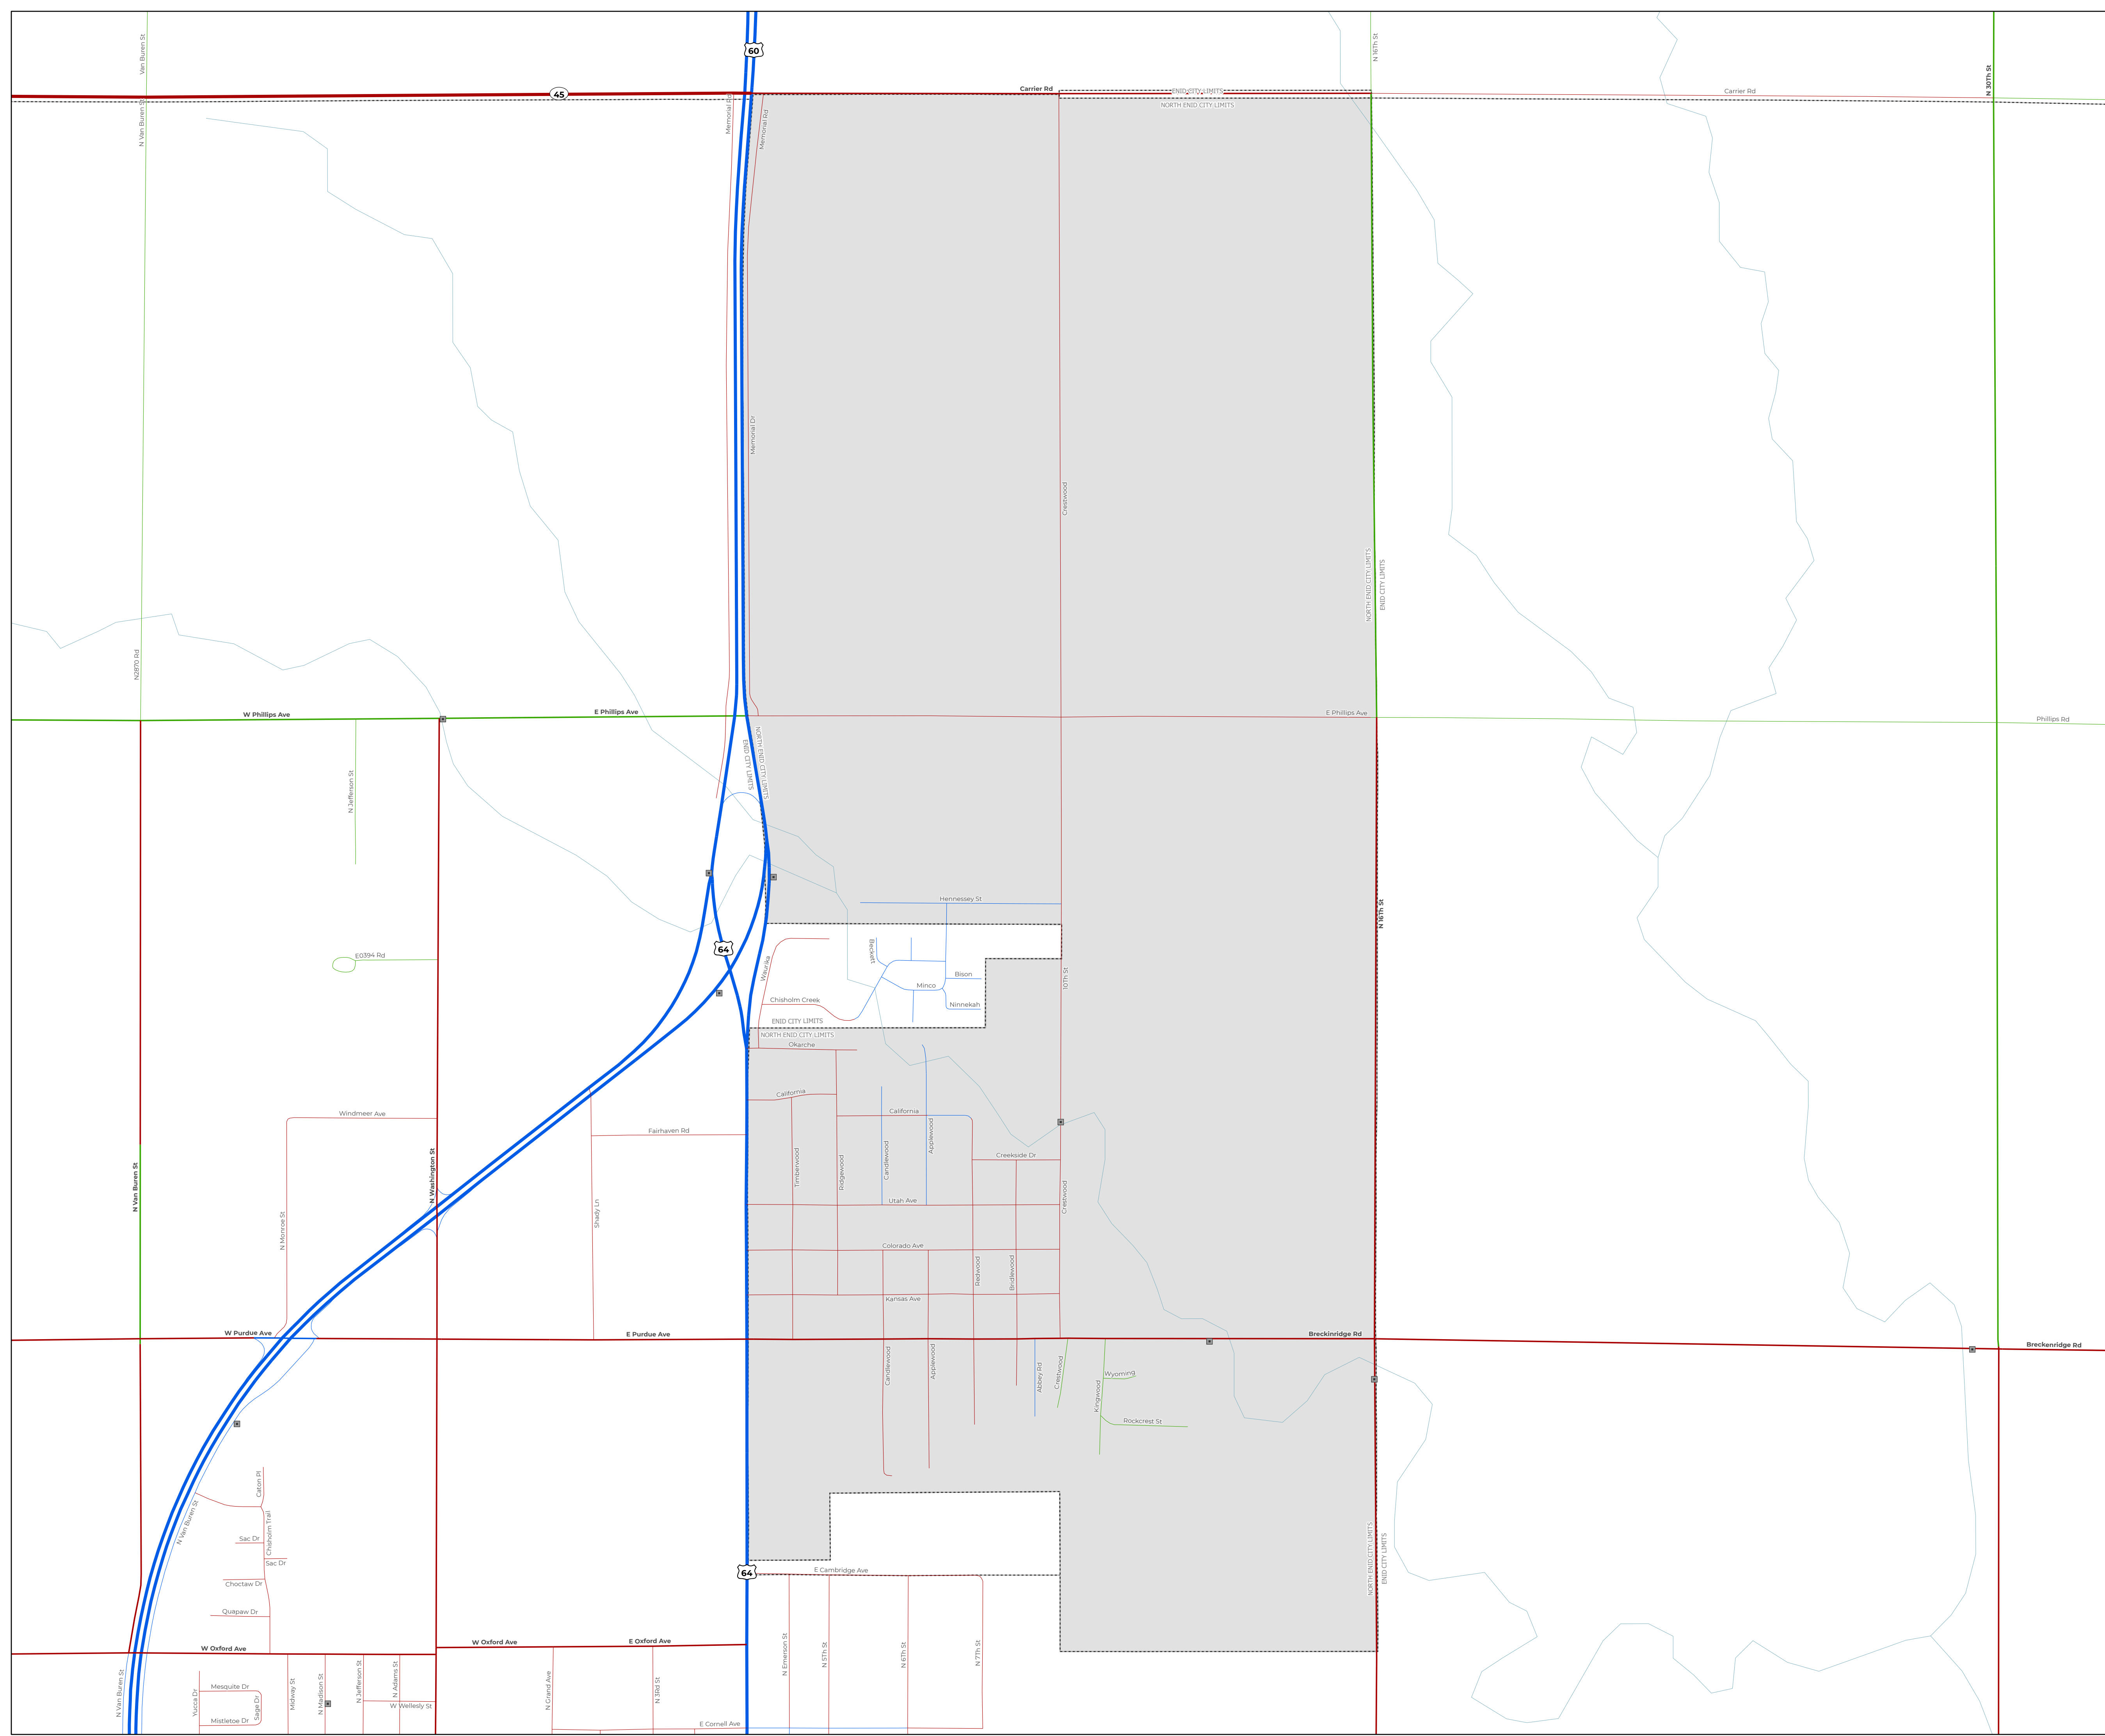 Van Buren St
60
N 16Th St
N 30Th St
45
Carrier Rd
ENID CITY LIMITS
NORTH ENID CITY LIMITS
Carrier Rd
N Van Buren St
Memorial Rd
Memorial Rd
Memorial Dr
Crestwood
NORTH ENID CITY LIMITS
ENID CITY LIMITS
N2870 Rd
W Phillips Ave
E Phillips Ave
E Phillips Ave
Phillips Rd
NORTH ENID CITY LIMITS
ENID CITY LIMITS
N Jefferson St
Hennessey St
N 16Th St
64
E0394 Rd
Waurika
Beckett
Bison
Minco
Ninnekah
10Th St
Chisholm Creek
ENID CITY LIMITS
NORTH ENID CITY LIMITS
Okarche
California
California
Windmeer Ave
Fairhaven Rd
Timberwood
Ridgewood
Candlewood
Applewood
Creekside Dr
N Van Buren St
N Washington St
Utah Ave
Crestwood
N Monroe St
Shady Ln
Colorado Ave
Redwood
Bridlewood
Kansas Ave
W Purdue Ave
E Purdue Ave
Breckinridge Rd
Breckenridge Rd
Candlewood
Applewood
Abbey Rd
Crestwood
Kingwood
Wyoming
Rockcrest St
Caton Pl
N Van Buren St
Chisholm Trail
Sac Dr
Sac Dr
Choctaw Dr
Quapaw Dr
64
E Cambridge Ave
NORTH ENID CITY LIMITS
ENID CITY LIMITS
W Oxford Ave
W Oxford Ave
E Oxford Ave
N Emerson St
N 5Th St
N 6Th St
N 7Th St
N Van Buren St
Yucca Dr
Mesquite Dr
Sage Dr
Mistletoe Dr
Midway St
N Madison St
N Jefferson St
N Adams St
W Wellesly St
N Grand Ave
N 3Rd St
E Cornell Ave